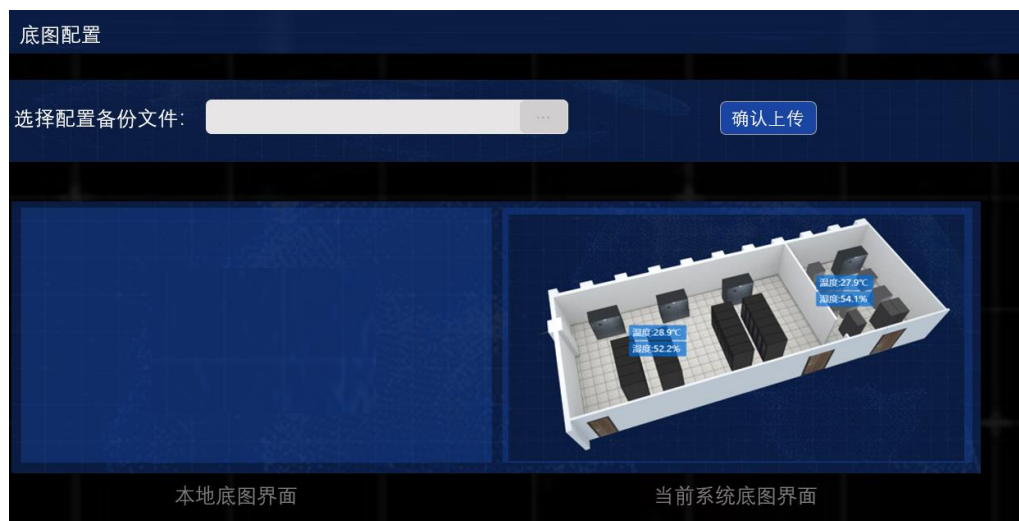 底图配置
选择配置备份文件:
...
确认上传
温度:27.9℃
湿度:54.1%
温度:28.9℃
湿度:52.2%
本地底图界面
当前系统底图界面